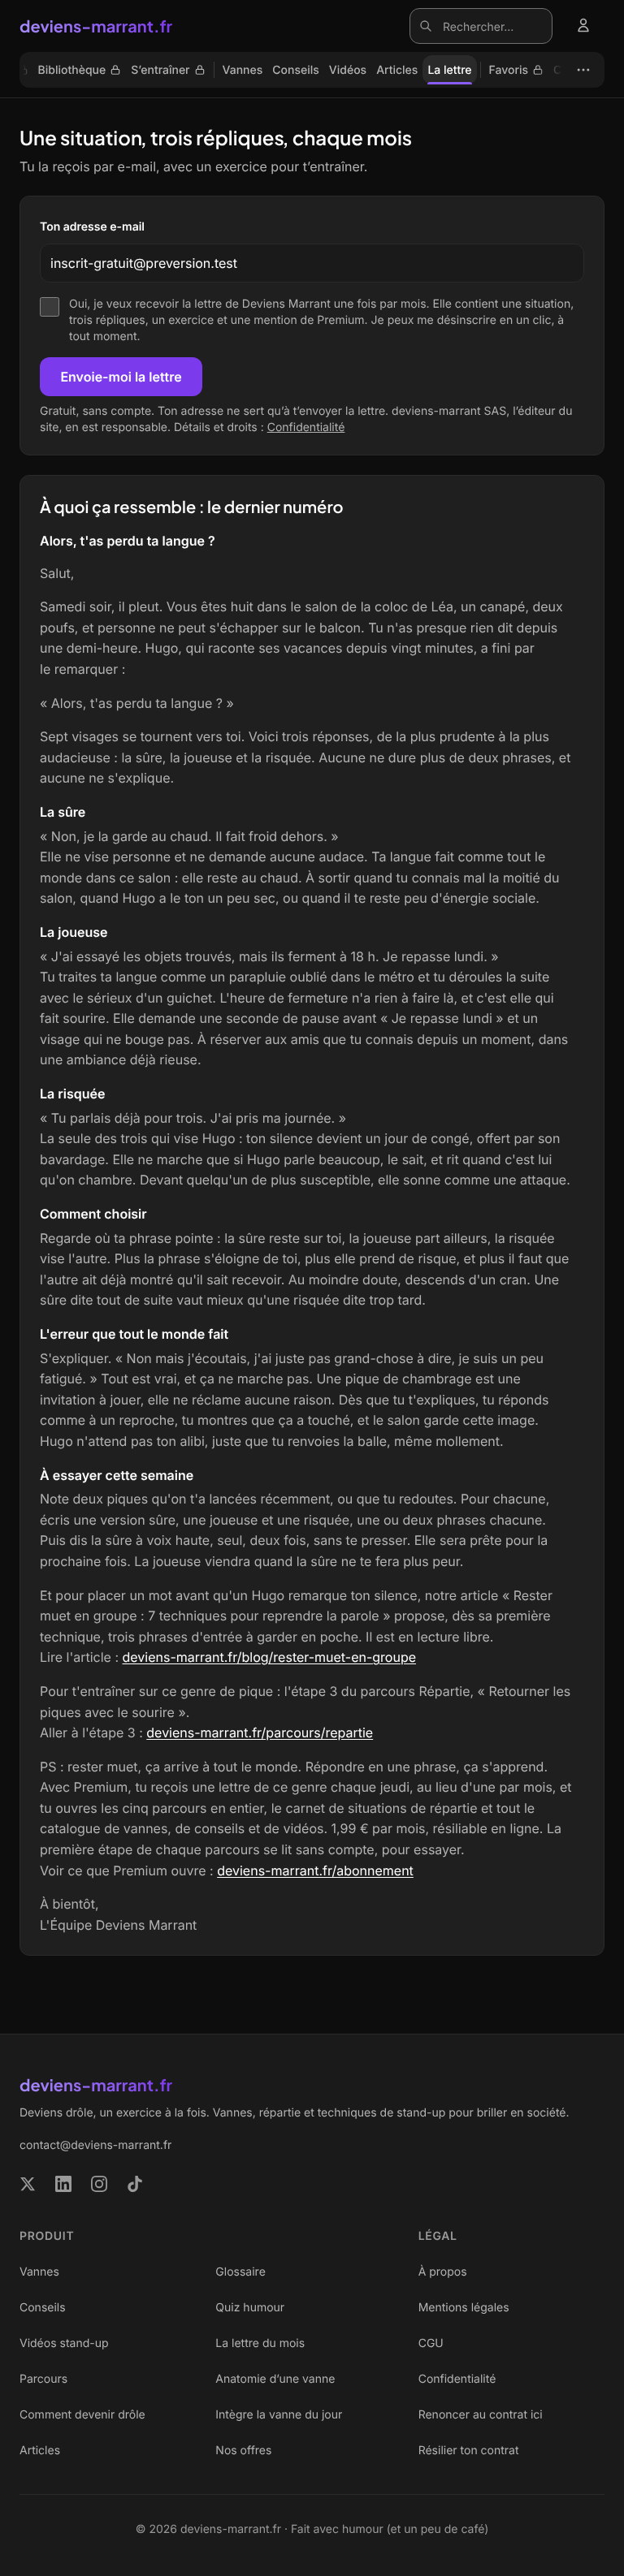 deviens-marrant.fr
Rechercher...
Bibliothèque
S’entraîner
Vannes
Conseils
Vidéos
Articles
La lettre
Favoris
Une situation, trois répliques, chaque mois
Tu la reçois par e-mail, avec un exercice pour t’entraîner.
Ton adresse e-mail
inscrit-gratuit@preversion.test
Oui, je veux recevoir la lettre de Deviens Marrant une fois par mois. Elle contient une situation,
trois répliques, un exercice et une mention de Premium. Je peux me désinscrire en un clic, à
tout moment.
Envoie-moi la lettre
Gratuit, sans compte. Ton adresse ne sert qu’à t’envoyer la lettre. deviens-marrant SAS, l’éditeur du
site, en est responsable. Détails et droits : Confidentialité
À quoi ça ressemble : le dernier numéro
Alors, t'as perdu ta langue ?
Salut,
Samedi soir, il pleut. Vous êtes huit dans le salon de la coloc de Léa, un canapé, deux
poufs, et personne ne peut s'échapper sur le balcon. Tu n'as presque rien dit depuis
une demi-heure. Hugo, qui raconte ses vacances depuis vingt minutes, a fini par
le remarquer :
« Alors, t'as perdu ta langue ? »
Sept visages se tournent vers toi. Voici trois réponses, de la plus prudente à la plus
audacieuse : la sûre, la joueuse et la risquée. Aucune ne dure plus de deux phrases, et
aucune ne s'explique.
La sûre
« Non, je la garde au chaud. Il fait froid dehors. »
Elle ne vise personne et ne demande aucune audace. Ta langue fait comme tout le
monde dans ce salon : elle reste au chaud. À sortir quand tu connais mal la moitié du
salon, quand Hugo a le ton un peu sec, ou quand il te reste peu d'énergie sociale.
La joueuse
« J'ai essayé les objets trouvés, mais ils ferment à 18 h. Je repasse lundi. »
Tu traites ta langue comme un parapluie oublié dans le métro et tu déroules la suite
avec le sérieux d'un guichet. L'heure de fermeture n'a rien à faire là, et c'est elle qui
fait sourire. Elle demande une seconde de pause avant « Je repasse lundi » et un
visage qui ne bouge pas. À réserver aux amis que tu connais depuis un moment, dans
une ambiance déjà rieuse.
La risquée
« Tu parlais déjà pour trois. J'ai pris ma journée. »
La seule des trois qui vise Hugo : ton silence devient un jour de congé, offert par son
bavardage. Elle ne marche que si Hugo parle beaucoup, le sait, et rit quand c'est lui
qu'on chambre. Devant quelqu'un de plus susceptible, elle sonne comme une attaque.
Comment choisir
Regarde où ta phrase pointe : la sûre reste sur toi, la joueuse part ailleurs, la risquée
vise l'autre. Plus la phrase s'éloigne de toi, plus elle prend de risque, et plus il faut que
l'autre ait déjà montré qu'il sait recevoir. Au moindre doute, descends d'un cran. Une
sûre dite tout de suite vaut mieux qu'une risquée dite trop tard.
L'erreur que tout le monde fait
S'expliquer. « Non mais j'écoutais, j'ai juste pas grand-chose à dire, je suis un peu
fatigué. » Tout est vrai, et ça ne marche pas. Une pique de chambrage est une
invitation à jouer, elle ne réclame aucune raison. Dès que tu t'expliques, tu réponds
comme à un reproche, tu montres que ça a touché, et le salon garde cette image.
Hugo n'attend pas ton alibi, juste que tu renvoies la balle, même mollement.
À essayer cette semaine
Note deux piques qu'on t'a lancées récemment, ou que tu redoutes. Pour chacune,
écris une version sûre, une joueuse et une risquée, une ou deux phrases chacune.
Puis dis la sûre à voix haute, seul, deux fois, sans te presser. Elle sera prête pour la
prochaine fois. La joueuse viendra quand la sûre ne te fera plus peur.
Et pour placer un mot avant qu'un Hugo remarque ton silence, notre article « Rester
muet en groupe : 7 techniques pour reprendre la parole » propose, dès sa première
technique, trois phrases d'entrée à garder en poche. Il est en lecture libre.
Lire l'article : deviens-marrant.fr/blog/rester-muet-en-groupe
Pour t'entraîner sur ce genre de pique : l'étape 3 du parcours Répartie, « Retourner les
piques avec le sourire ».
Aller à l'étape 3 : deviens-marrant.fr/parcours/repartie
PS : rester muet, ça arrive à tout le monde. Répondre en une phrase, ça s'apprend.
Avec Premium, tu reçois une lettre de ce genre chaque jeudi, au lieu d'une par mois, et
tu ouvres les cinq parcours en entier, le carnet de situations de répartie et tout le
catalogue de vannes, de conseils et de vidéos. 1,99 € par mois, résiliable en ligne. La
première étape de chaque parcours se lit sans compte, pour essayer.
Voir ce que Premium ouvre : deviens-marrant.fr/abonnement
À bientôt,
L'Équipe Deviens Marrant
deviens-marrant.fr
Deviens drôle, un exercice à la fois. Vannes, répartie et techniques de stand-up pour briller en société.
contact@deviens-marrant.fr
PRODUIT
Vannes
Conseils
Vidéos stand-up
Parcours
Comment devenir drôle
Articles
Glossaire
Quiz humour
La lettre du mois
Anatomie d’une vanne
Intègre la vanne du jour
Nos offres
LÉGAL
À propos
Mentions légales
CGU
Confidentialité
Renoncer au contrat ici
Résilier ton contrat
© 2026 deviens-marrant.fr · Fait avec humour (et un peu de café)